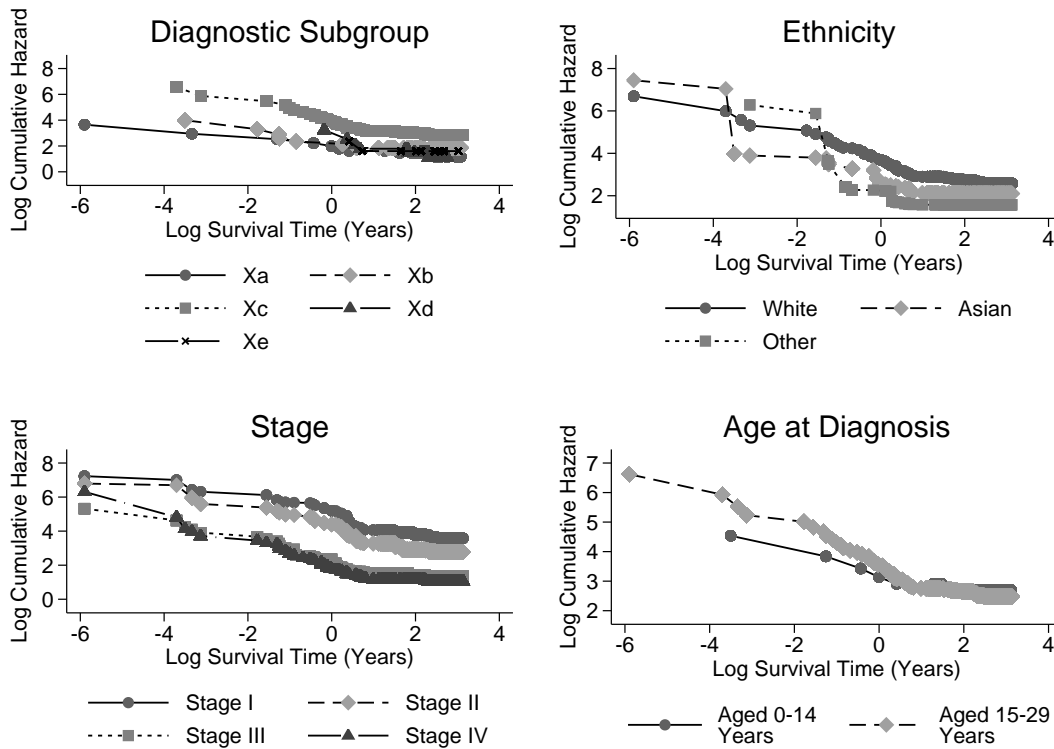 Diagnostic Subgroup
Log Cumulative Hazard
8
6
4
2
0
-6 -4 -2 0 2 4
Log Survival Time (Years)
Xa Xb
Xc Xd
Xe
Ethnicity
Log Cumulative Hazard
8
6
4
2
-6 -4 -2 0 2 4
Log Survival Time (Years)
White Asian
Other
Stage
Log Cumulative Hazard
8
6
4
2
0
-6 -4 -2 0 2 4
Log Survival Time (Years)
Stage I Stage II
Stage III Stage IV
Age at Diagnosis
Log Cumulative Hazard
7
6
5
4
3
2
-6 -4 -2 0 2 4
Log Survival Time (Years)
Aged 0-14 Aged 15-29
Years Years